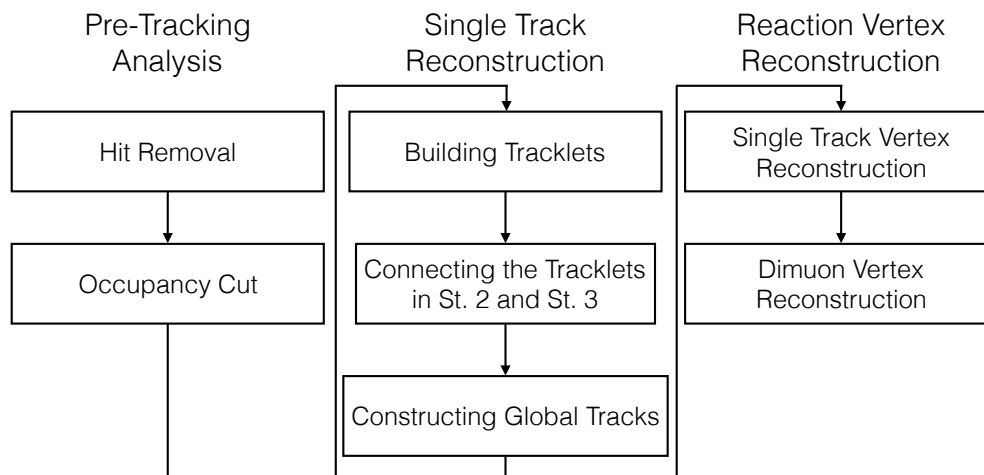 Pre-Tracking
Analysis
Hit Removal
Occupancy Cut
Single Track
Reconstruction
Building Tracklets
Connecting the Tracklets
in St. 2 and St. 3
Constructing Global Tracks
Reaction Vertex
Reconstruction
Single Track Vertex
Reconstruction
Dimuon Vertex
Reconstruction